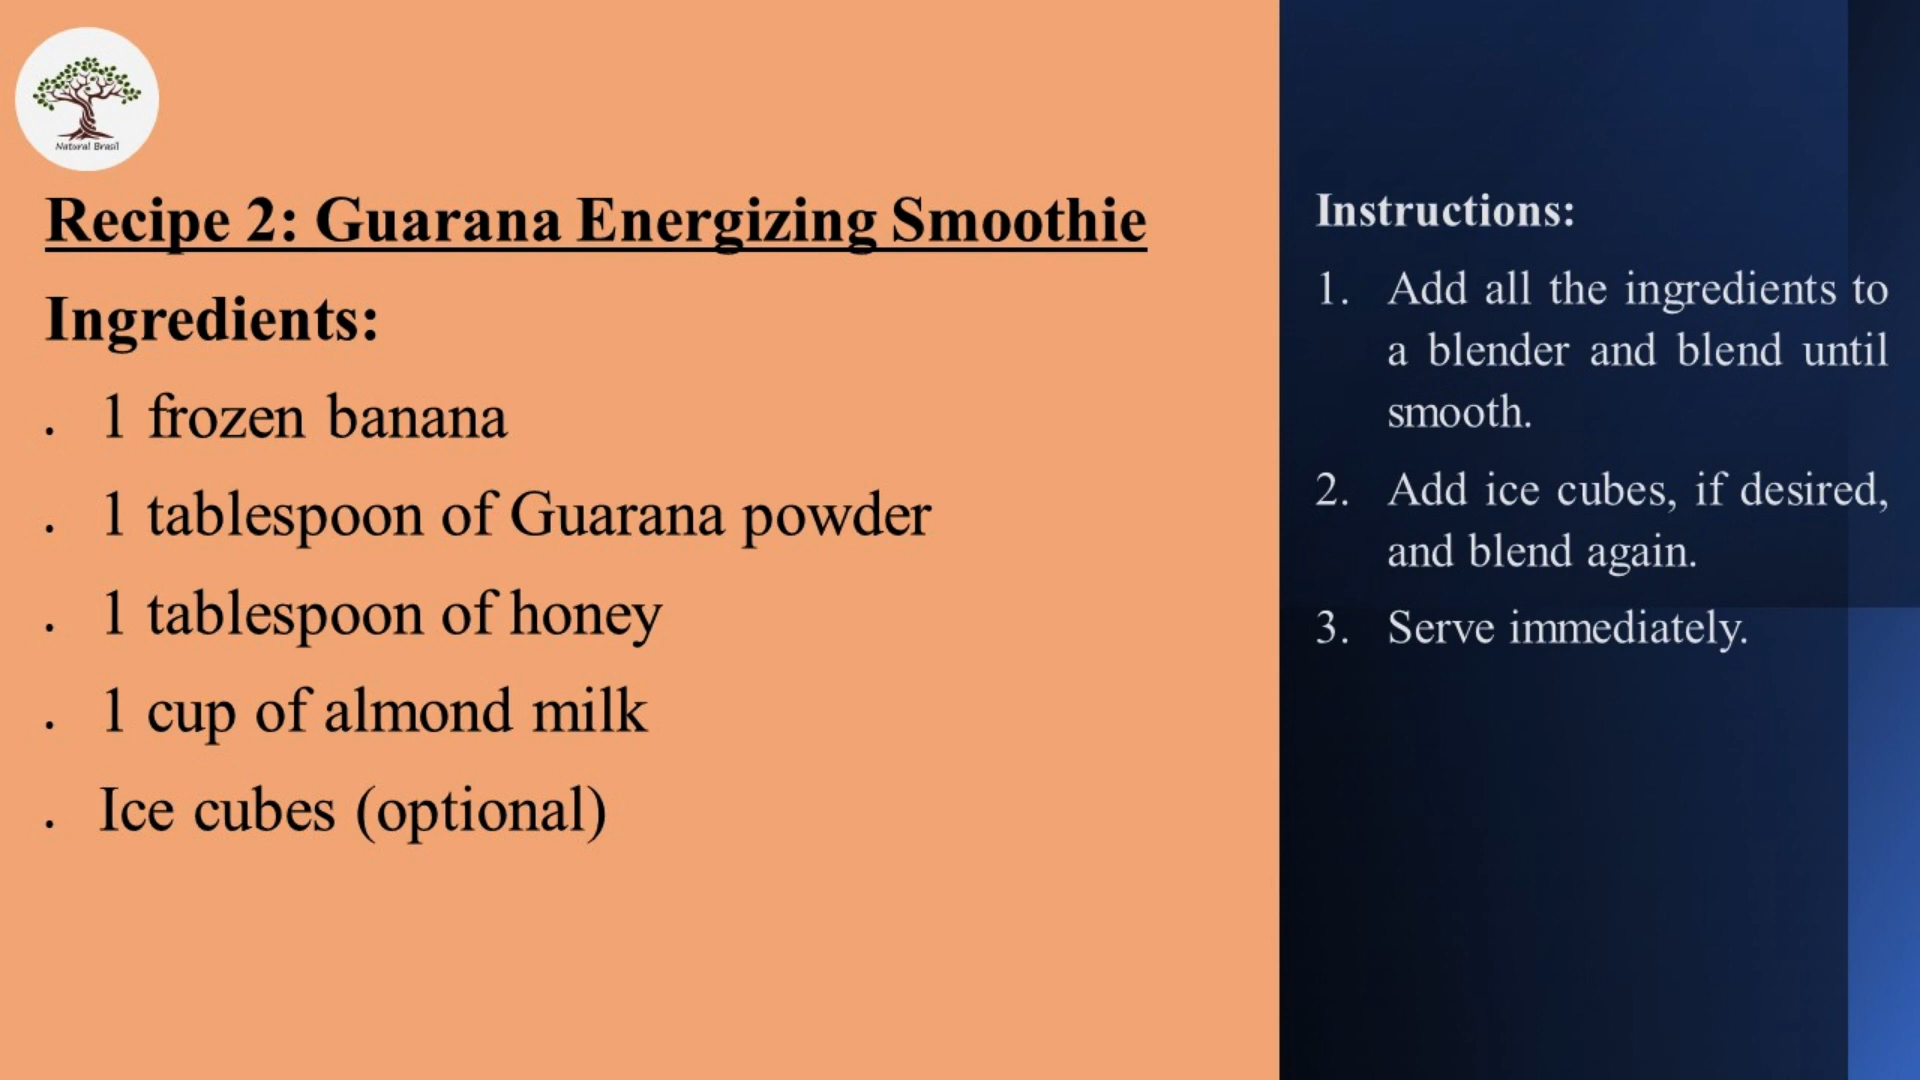 Natural Brasil
Recipe 2: Guarana Energizing Smoothie
Ingredients:
. 1 frozen banana
. 1 tablespoon of Guarana powder
. 1 tablespoon of honey
. 1 cup of almond milk
. Ice cubes (optional)
Instructions:
1. Add all the ingredients to
a blender and blend until
smooth.
2. Add ice cubes, if desired,
and blend again.
3. Serve immediately.